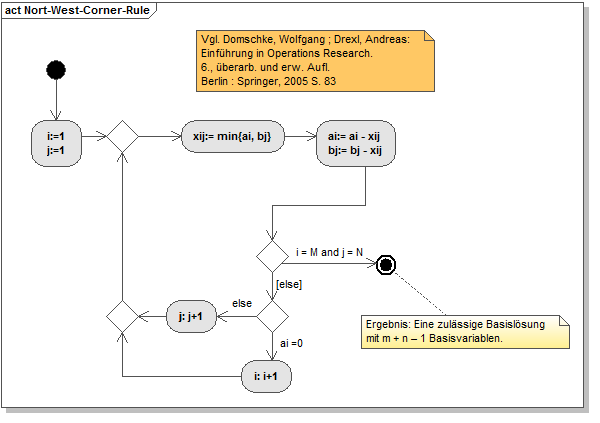 act Nort-West-Corner-Rule
Vgl. Domschke, Wolfgang ; Drexl, Andreas:
Einführung in Operations Research.
6., überarb. und erw. Aufl.
Berlin : Springer, 2005 S. 83
i:=1
j:=1
xij:= min{ai, bj}
ai:= ai - xij
bj:= bj - xij
i = M and j = N
[else]
else
j: j+1
ai =0
i: i+1
Ergebnis: Eine zulässige Basislösung
mit m + n – 1 Basisvariablen.